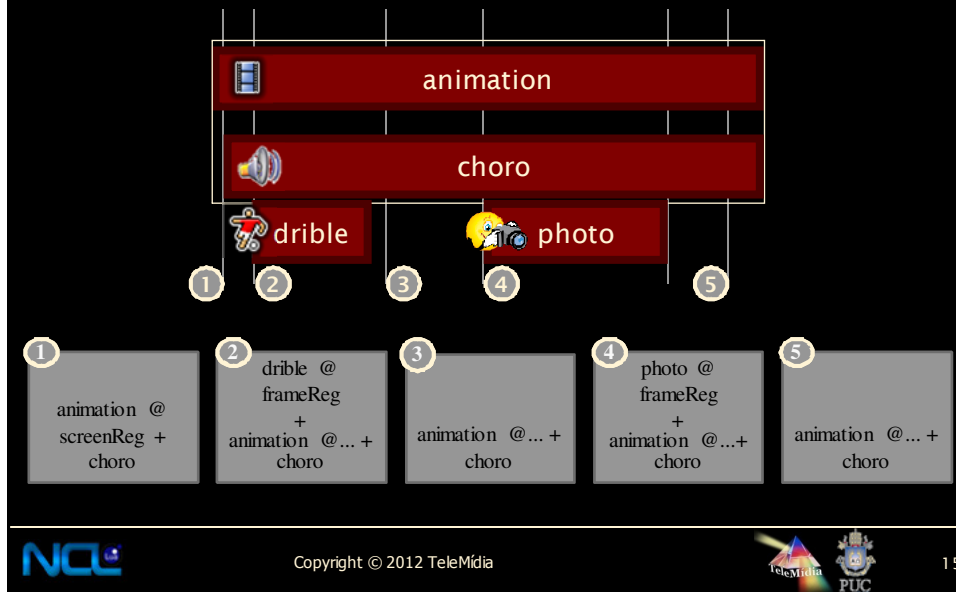 animation
choro
drible
photo
1
2
3
4
5
1
animation @
screenReg +
choro
2
drible @
frameReg
+
animation @... +
choro
3
animation @... +
choro
4
photo @
frameReg
+
animation @...+
choro
5
animation @... +
choro
NCL
Copyright © 2012 TeleMídia
TeleMídia
PUC
15